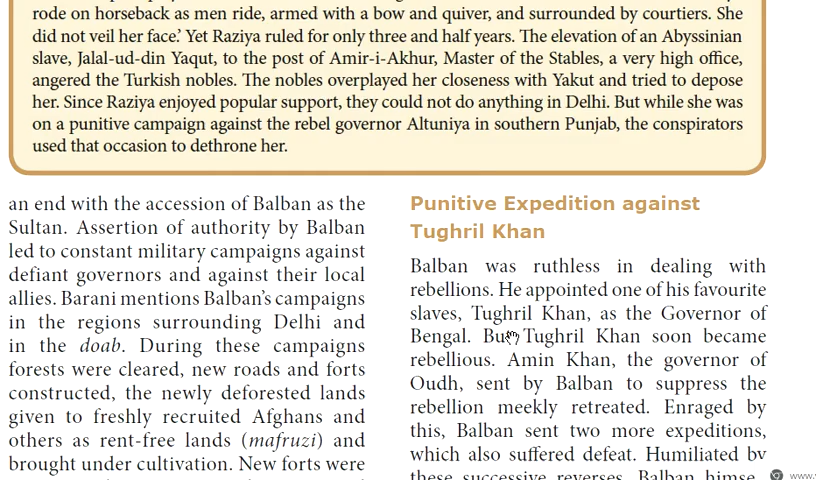 rode on horseback as men ride, armed with a bow and quiver, and surrounded by courtiers. She
did not veil her face.’ Yet Raziya ruled for only three and half years. The elevation of an Abyssinian
slave, Jalal-ud-din Yaqut, to the post of Amir-i-Akhur, Master of the Stables, a very high office,
angered the Turkish nobles. The nobles overplayed her closeness with Yakut and tried to depose
her. Since Raziya enjoyed popular support, they could not do anything in Delhi. But while she was
on a punitive campaign against the rebel governor Altuniya in southern Punjab, the conspirators
used that occasion to dethrone her.
an end with the accession of Balban as the
Sultan. Assertion of authority by Balban
led to constant military campaigns against
defiant governors and against their local
allies. Barani mentions Balban’s campaigns
in the regions surrounding Delhi and
in the doab. During these campaigns
forests were cleared, new roads and forts
constructed, the newly deforested lands
given to freshly recruited Afghans and
others as rent-free lands (mafruzi) and
brought under cultivation. New forts were
Punitive Expedition against
Tughril Khan
Balban was ruthless in dealing with
rebellions. He appointed one of his favourite
slaves, Tughril Khan, as the Governor of
Bengal. But Tughril Khan soon became
rebellious. Amin Khan, the governor of
Oudh, sent by Balban to suppress the
rebellion meekly retreated. Enraged by
this, Balban sent two more expeditions,
which also suffered defeat. Humiliated by
these successive reverses, Balban